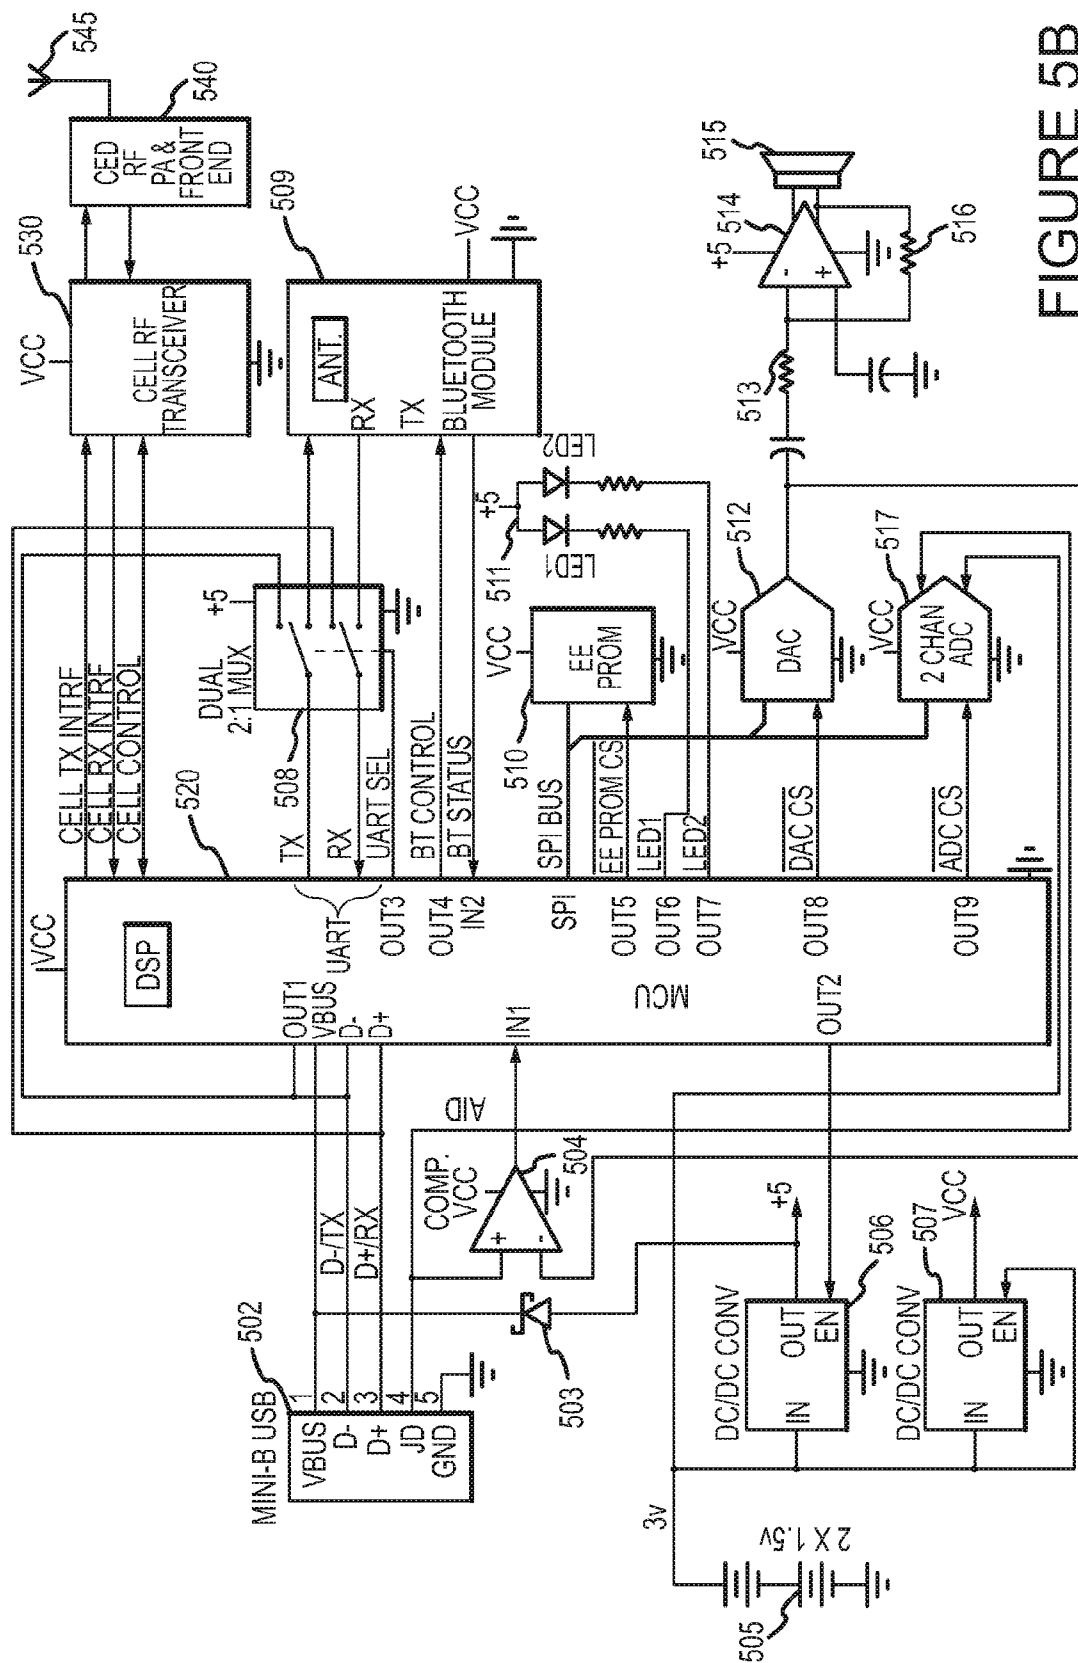 545
CED
RF
PA &
FRONT
END
540
530
VCC
CELL RF
TRANSCEIVER
509
ANT.
RX
TX
BLUETOOTH
MODULE
VCC
CELL TX INTRF
CELL RX INTRF
CELL CONTROL
520
DUAL
2:1 MUX
+5
508
TX
RX
UART SEL
BT CONTROL
BT STATUS
SPI BUS
EE PROM CS
LED1
LED2
DAC CS
ADC CS
510
VCC
EE
PROM
511
+5
LED1
LED2
512
VCC
DAC
517
VCC
2 CHAN
ADC
513
+5
514
-
+
515
516
VCC
DSP
OUT1
VBUS
D-
D+
UART
OUT3
OUT4
IN2
SPI
OUT5
OUT6
OUT7
OUT8
OUT9
IN1
MCU
OUT2
MINI-B USB
502
VBUS 1
D- 2
D+ 3
JD 4
GND 5
D-/TX
D+/RX
COMP.
VCC
+
-
504
AID
503
DC/DC CONV
IN
OUT
EN
+5
506
DC/DC CONV
IN
OUT
EN
507
VCC
3v
2 X 1.5v
505
FIGURE 5B